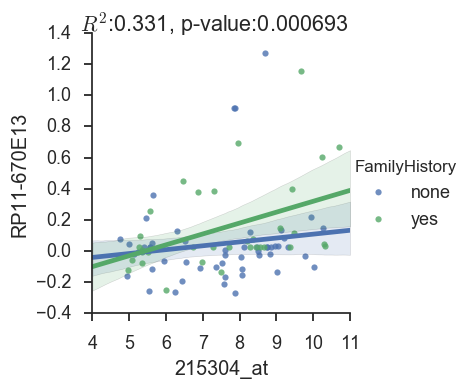 R²:0.331, p-value:0.000693
1.4
1.2
1.0
0.8
0.6
0.4
0.2
0.0
−0.2
−0.4
RP11-670E13
4 5 6 7 8 9 10 11
215304_at
FamilyHistory
none
yes